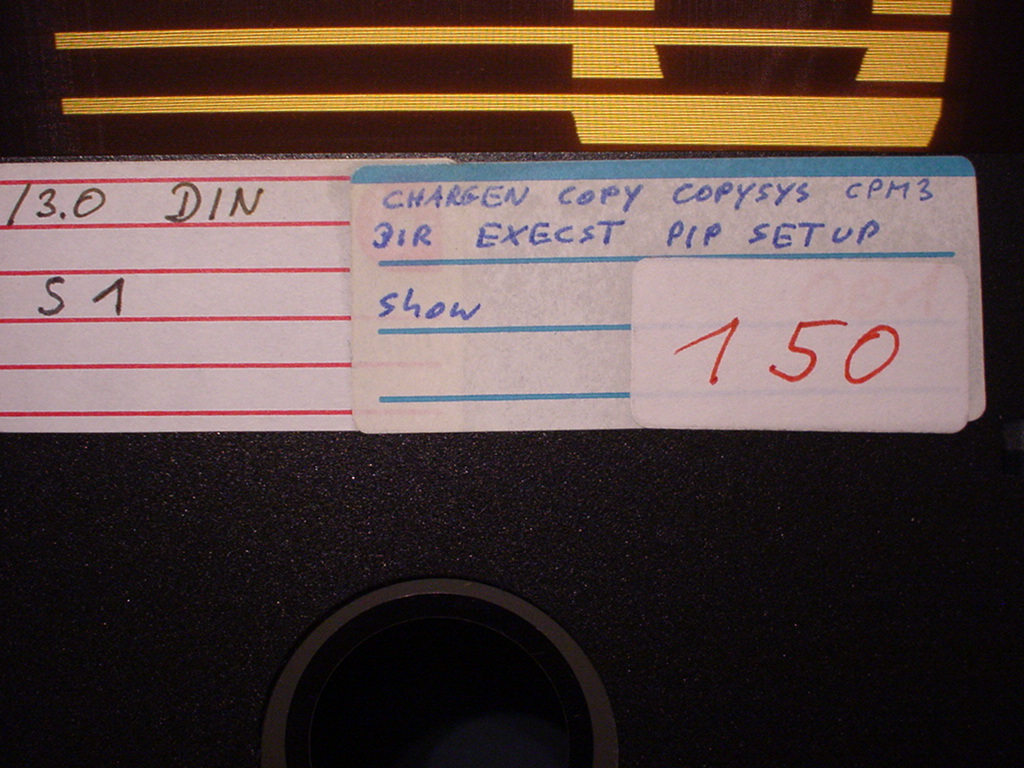 /3.0 DIN
S 1
CHARGEN COPY COPYSYS CPM3
DIR EXECST PIP SETUP
Show
150